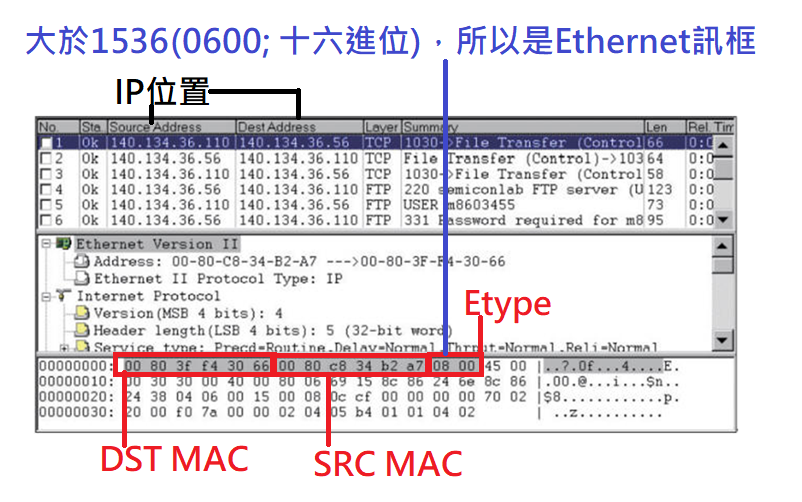 大於1536(0600; 十六進位)，所以是Ethernet訊框
IP位置
No. Sta. Source Address Dest Address Layer Summary Len Rel. Tim
1 Ok 140.134.36.110 140.134.36.56 TCP 1030->File Transfer (Control 66 0:0
2 Ok 140.134.36.56 140.134.36.110 TCP File Transfer (Control)->103 64 0:0
3 Ok 140.134.36.110 140.134.36.56 TCP 1030->File Transfer (Control 58 0:0
4 Ok 140.134.36.56 140.134.36.110 FTP 220 semiconlab FTP server (U 123 0:0
5 Ok 140.134.36.110 140.134.36.56 FTP USER m8603455 73 0:0
6 Ok 140.134.36.56 140.134.36.110 FTP 331 Password required for m8 95 0:0
Ethernet Version II
Address: 00-80-C8-34-B2-A7 --->00-80-3F-F4-30-66
Ethernet II Protocol Type: IP
Internet Protocol
Etype
Version(MSB 4 bits): 4
Header length(LSB 4 bits): 5 (32-bit word)
Service type: Precd=Routine,Delay=Normal,Thrput=Normal,Reli=Normal
00000000: 00 80 3f f4 30 66 00 80 c8 34 b2 a7 08 00 45 00 |..?.0f...4....E.
00000010: 00 30 30 00 40 00 80 06 69 15 8c 86 24 6e 8c 86 |.00.@...i...$n..
00000020: 24 38 04 06 00 15 00 08 0c cf 00 00 00 00 70 02 |$8............p.
00000030: 20 00 f0 7a 00 00 02 04 05 b4 01 01 04 02 | ..z..........
DST MAC
SRC MAC